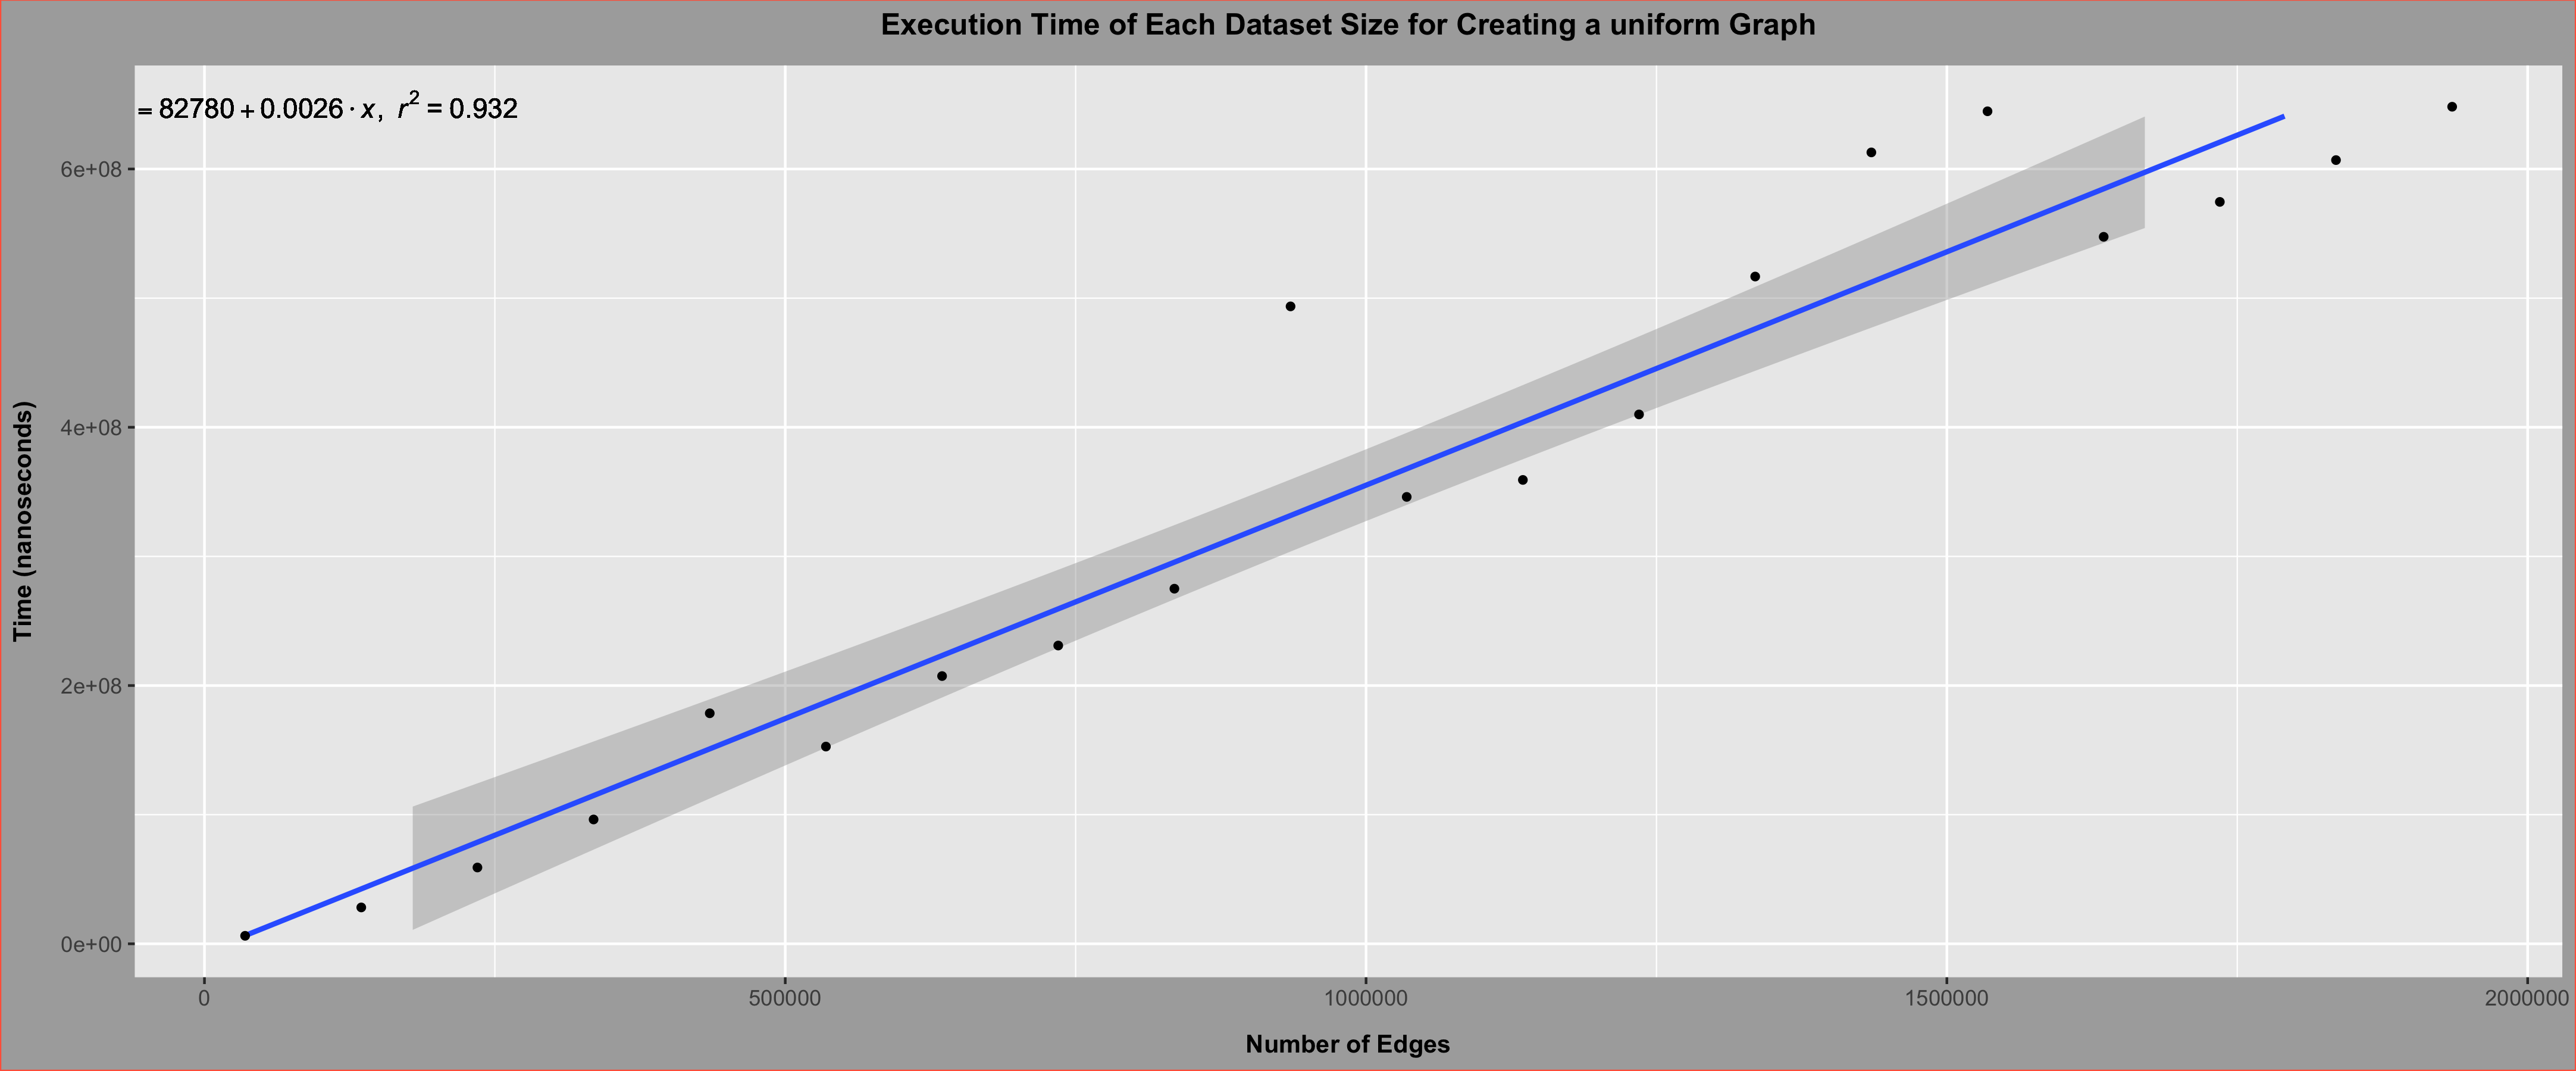 Execution Time of Each Dataset Size for Creating a uniform Graph
= 82780 + 0.0026 · x, r² = 0.932
6e+08
4e+08
2e+08
0e+00
Time (nanoseconds)
0 500000 1000000 1500000 2000000
Number of Edges